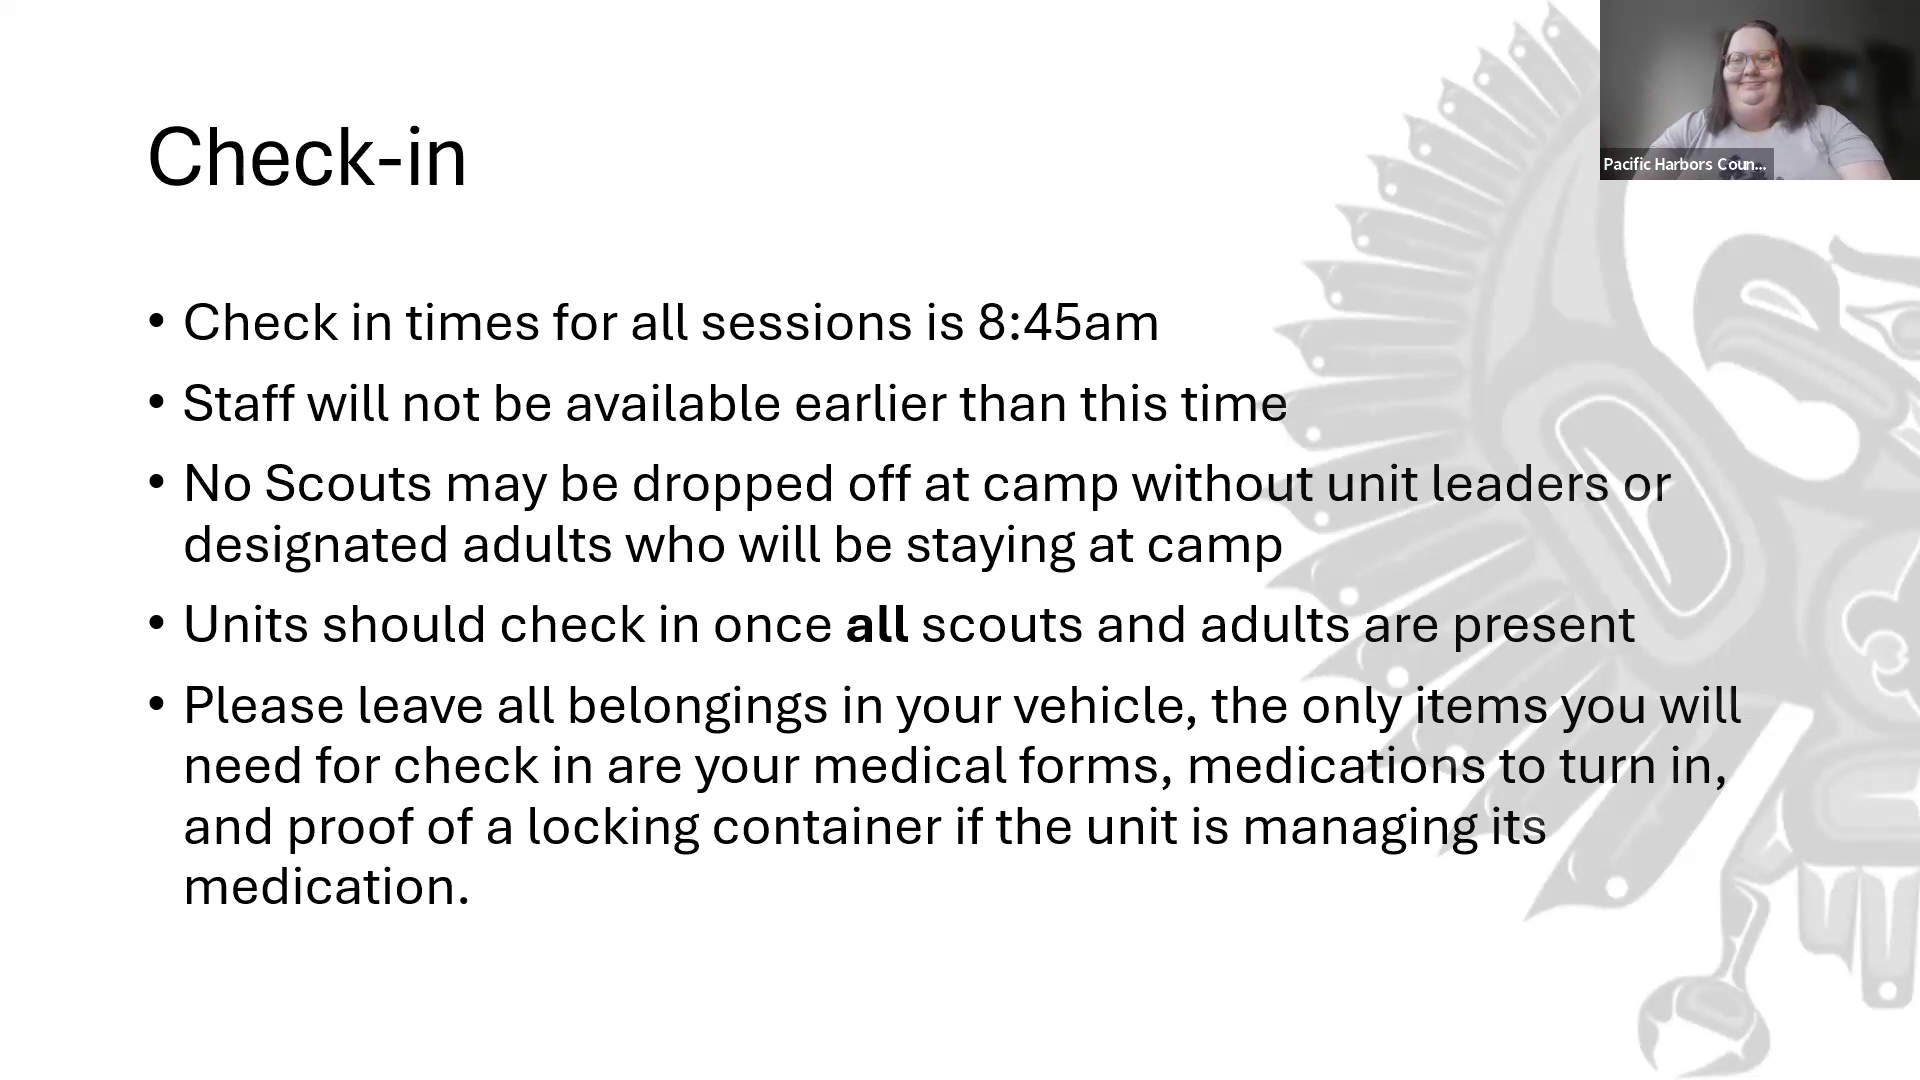 Pacific Harbors Coun...
Check-in
• Check in times for all sessions is 8:45am
• Staff will not be available earlier than this time
• No Scouts may be dropped off at camp without unit leaders or
designated adults who will be staying at camp
• Units should check in once all scouts and adults are present
• Please leave all belongings in your vehicle, the only items you will
need for check in are your medical forms, medications to turn in,
and proof of a locking container if the unit is managing its
medication.